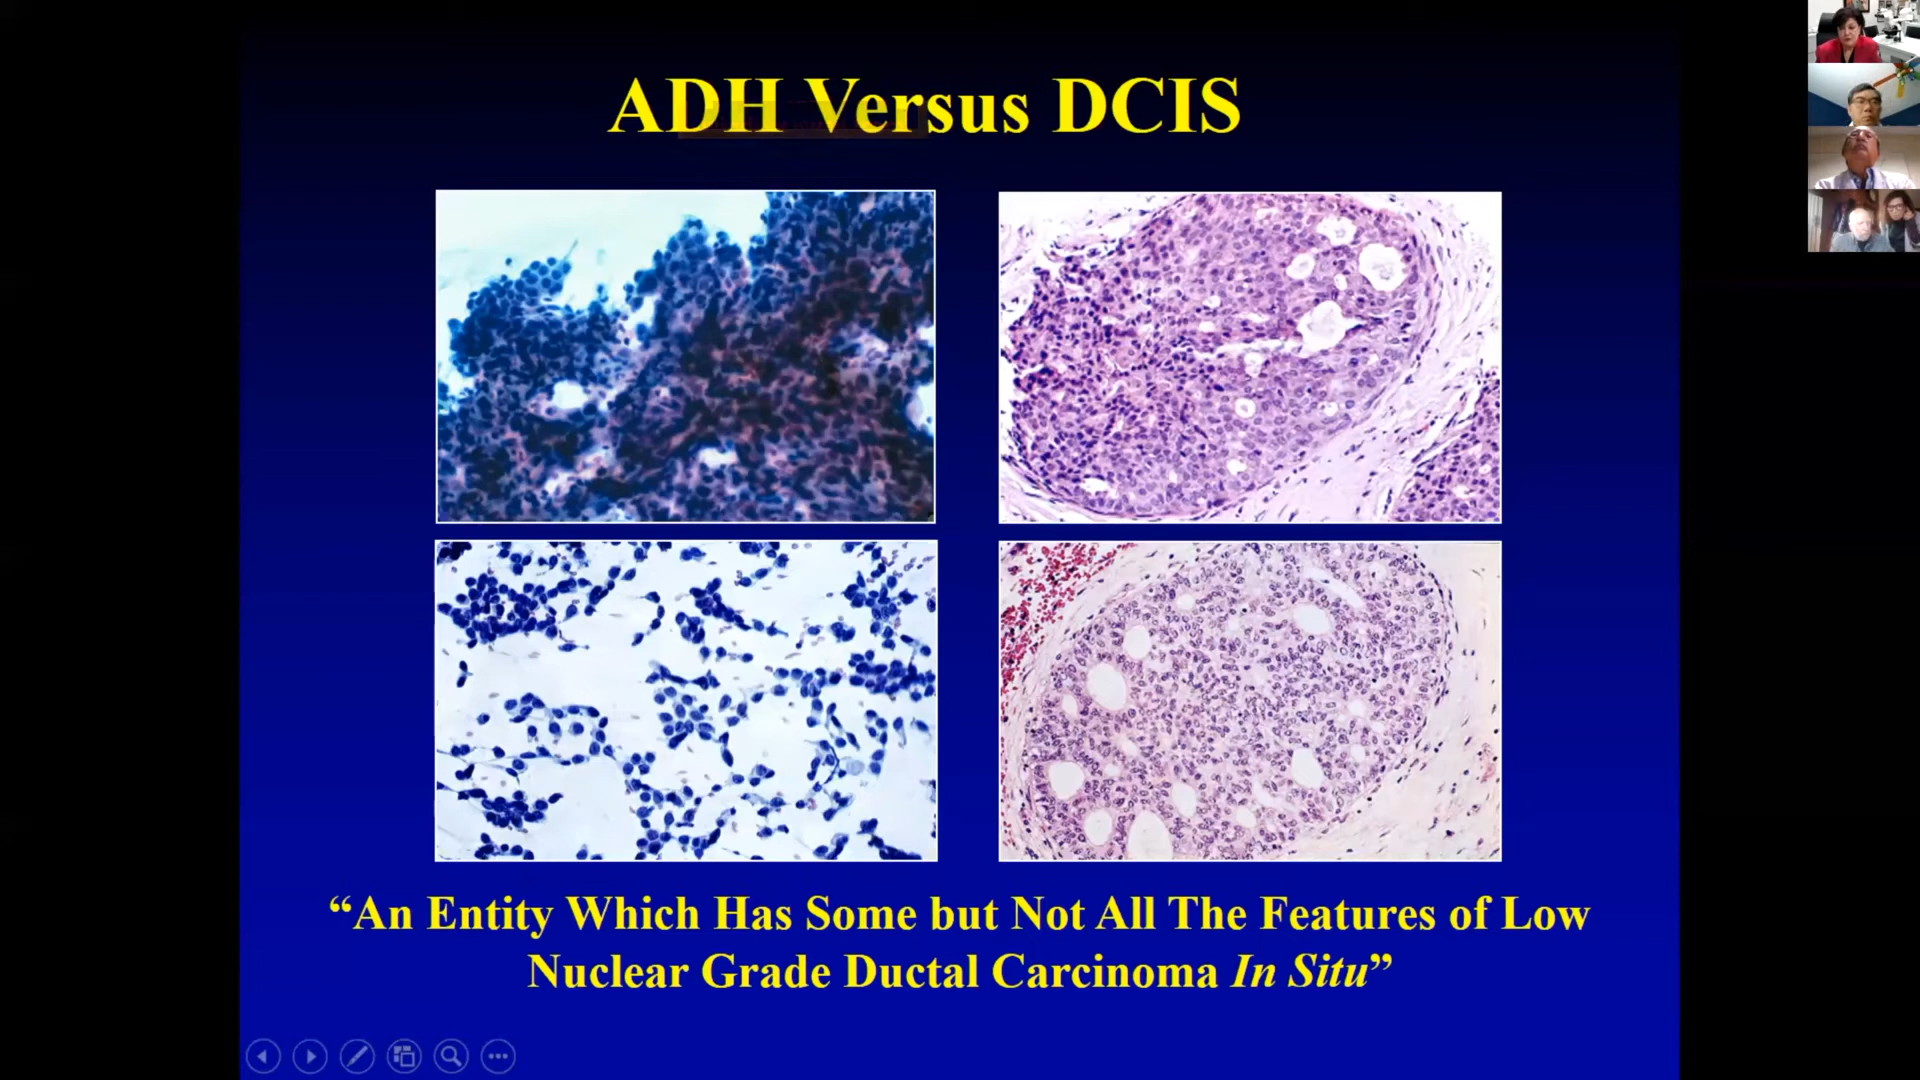 ADH Versus DCIS
“An Entity Which Has Some but Not All The Features of Low
Nuclear Grade Ductal Carcinoma In Situ”